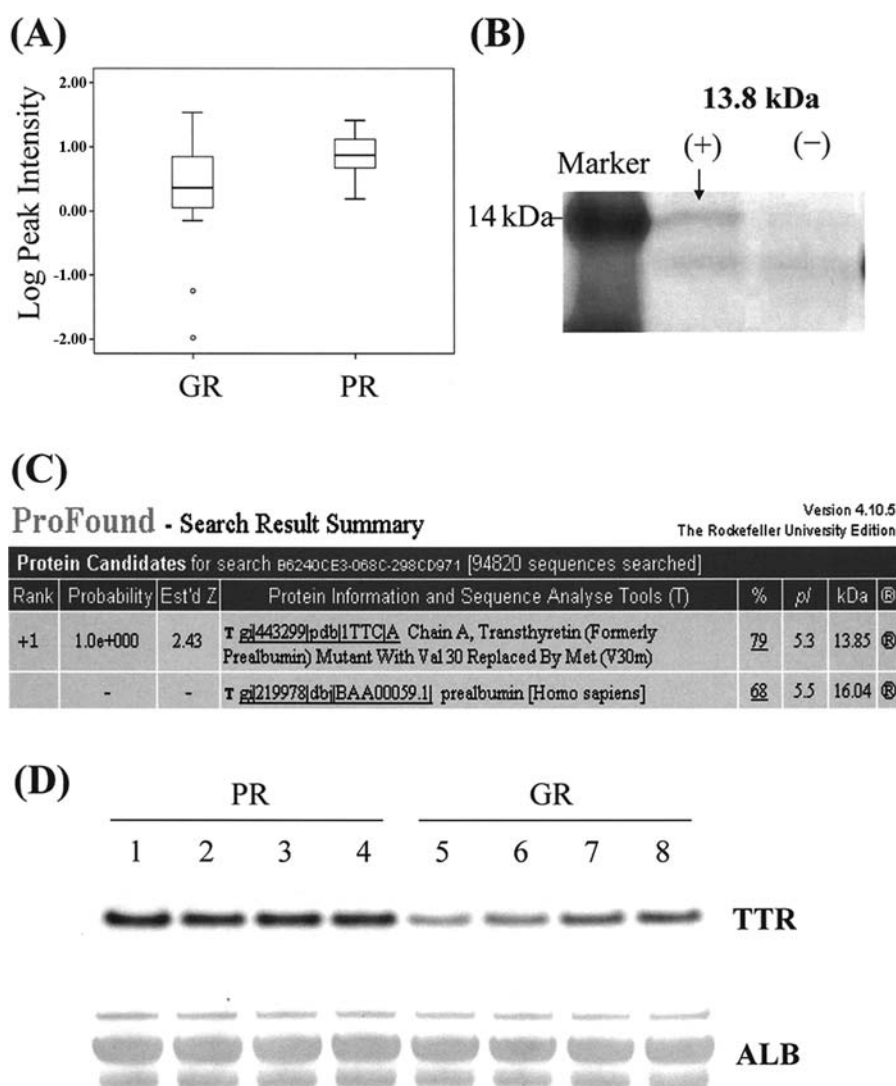 (A)
2.00
1.00
0.00
-1.00
-2.00
Log Peak Intensity
GR
PR
(B)
13.8 kDa
Marker
(+)
(−)
14 kDa
(C)
ProFound - Search Result Summary
Version 4.10.5
The Rockefeller University Edition
Protein Candidates for search B6240CE3-068C-298CD971 [94820 sequences searched]
Rank Probability Est'd Z Protein Information and Sequence Analyse Tools (T) % pI kDa ®
+1 1.0e+000 2.43 T gi|443299|pdb|1TTC|A Chain A, Transthyretin (Formerly
Prealbumin) Mutant With Val 30 Replaced By Met (V30m) 79 5.3 13.85 ®
- - T gi|219978|dbj|BAA00059.1| prealbumin [Homo sapiens] 68 5.5 16.04 ®
(D)
PR
GR
1 2 3 4 5 6 7 8
TTR
ALB